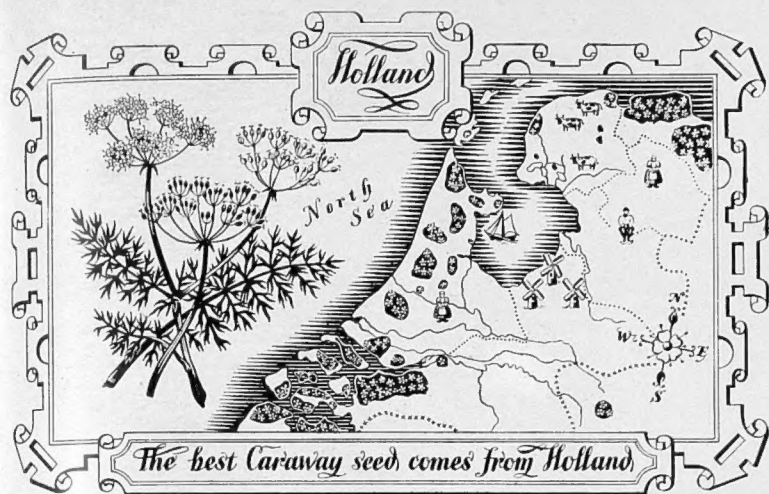 Holland
North
Sea
N
W
E
S
The best Caraway seed comes from Holland